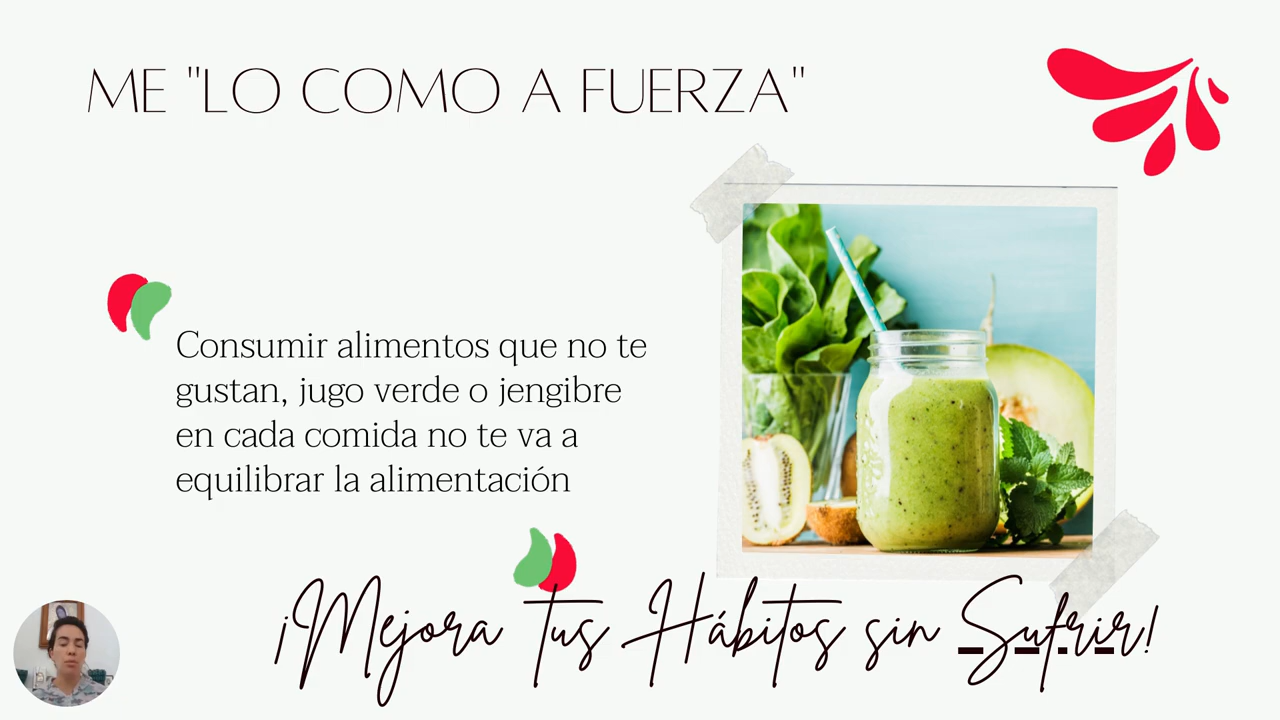 ME "LO COMO A FUERZA"
Consumir alimentos que no te
gustan, jugo verde o jengibre
en cada comida no te va a
equilibrar la alimentación
¡Mejora tus Hábitos sin Sufrir!